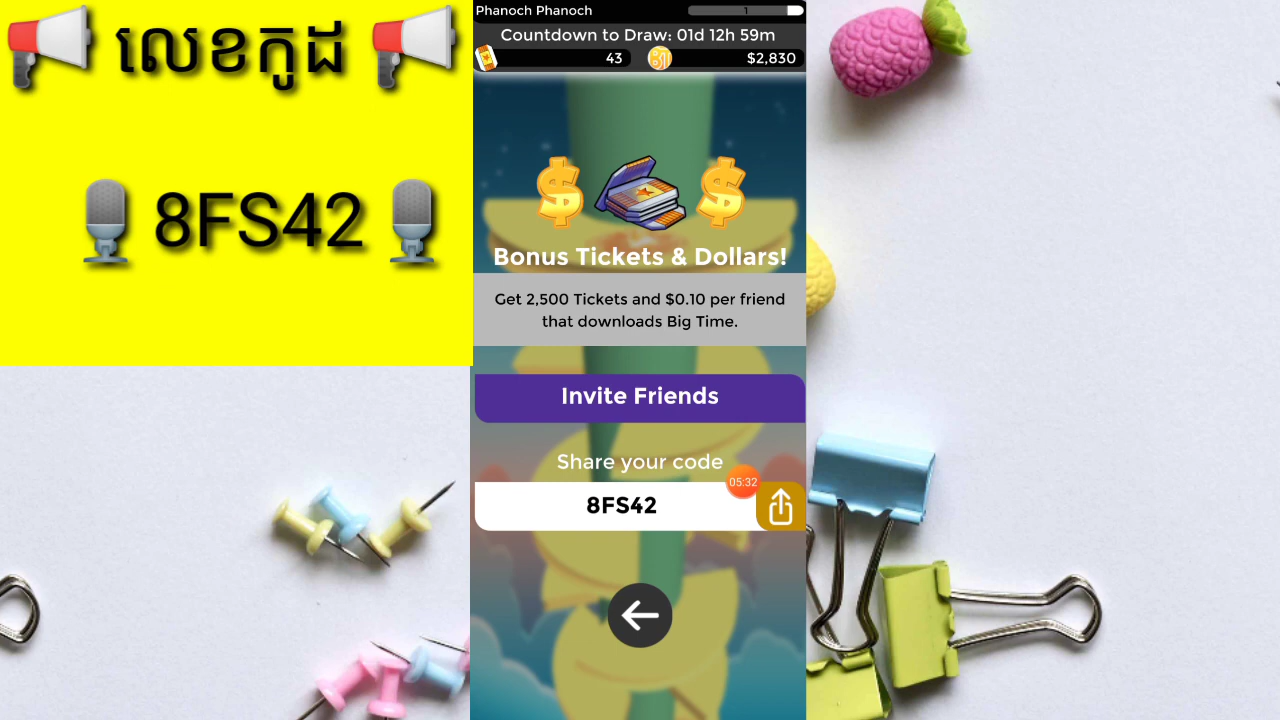 លេខកូដ
8FS42
Phanoch Phanoch
1
Countdown to Draw: 01d 12h 59m
43
$2,830
Bonus Tickets & Dollars!
Get 2,500 Tickets and $0.10 per friend
that downloads Big Time.
Invite Friends
Share your code
05:32
8FS42